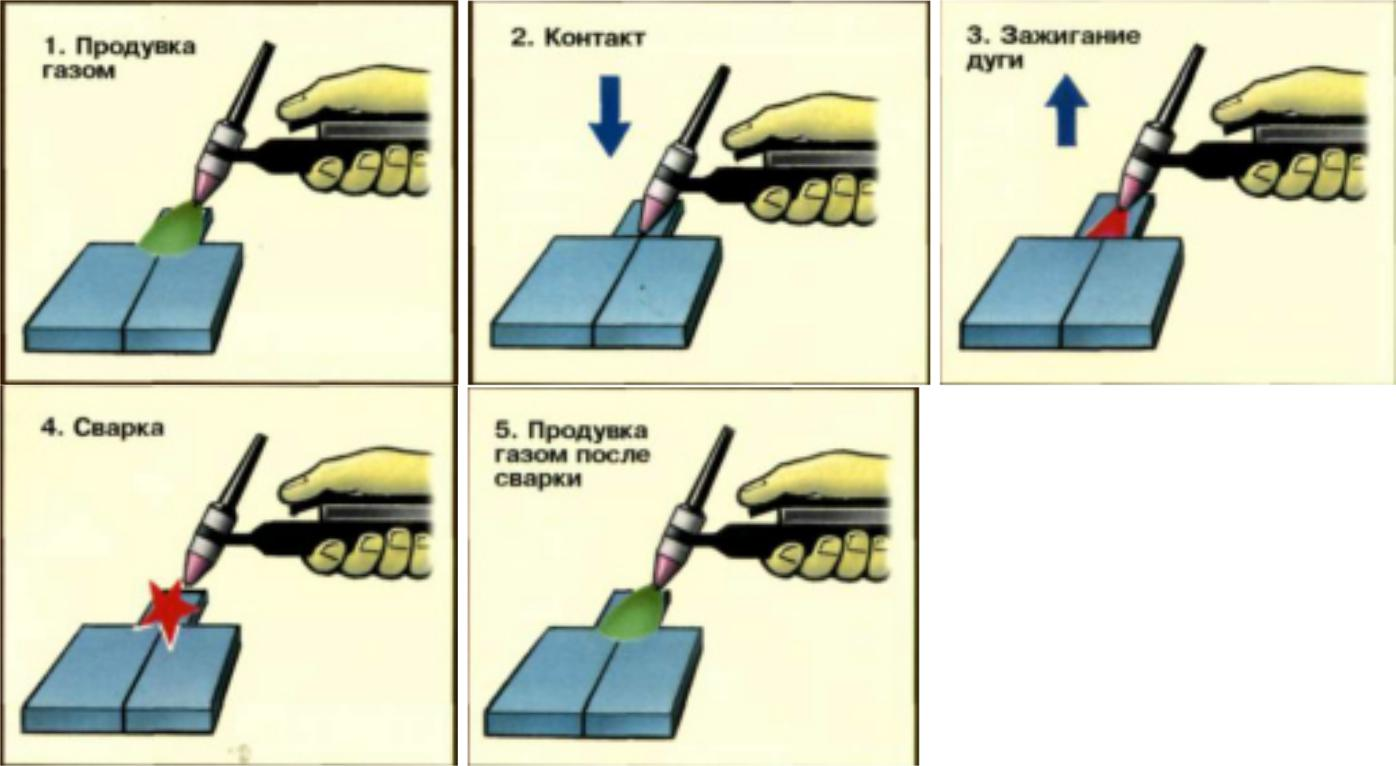 1. Продувка
газом
2. Контакт
3. Зажигание
дуги
4. Сварка
5. Продувка
газом после
сварки